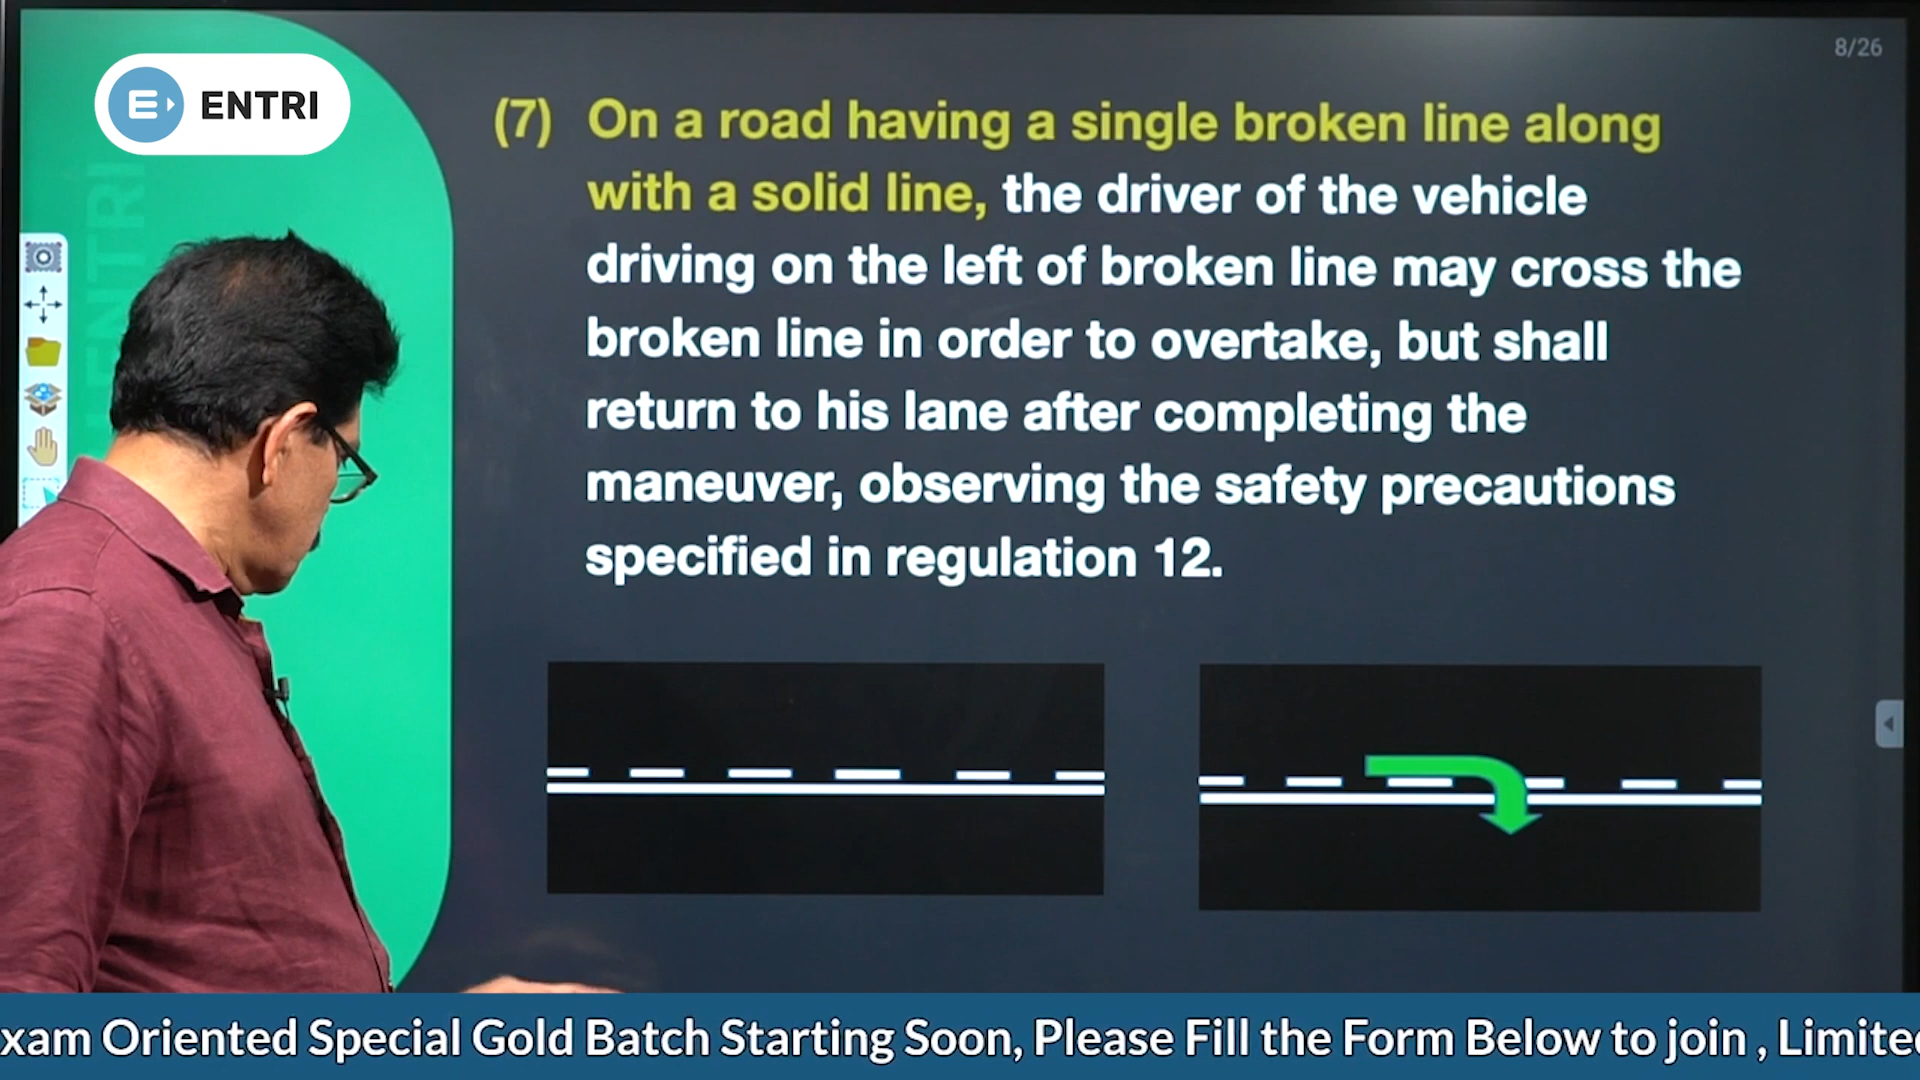 8/26
ENTRI
(7) On a road having a single broken line along
with a solid line, the driver of the vehicle
driving on the left of broken line may cross the
broken line in order to overtake, but shall
return to his lane after completing the
maneuver, observing the safety precautions
specified in regulation 12.
ENTRI
xam Oriented Special Gold Batch Starting Soon, Please Fill the Form Below to join , Limite